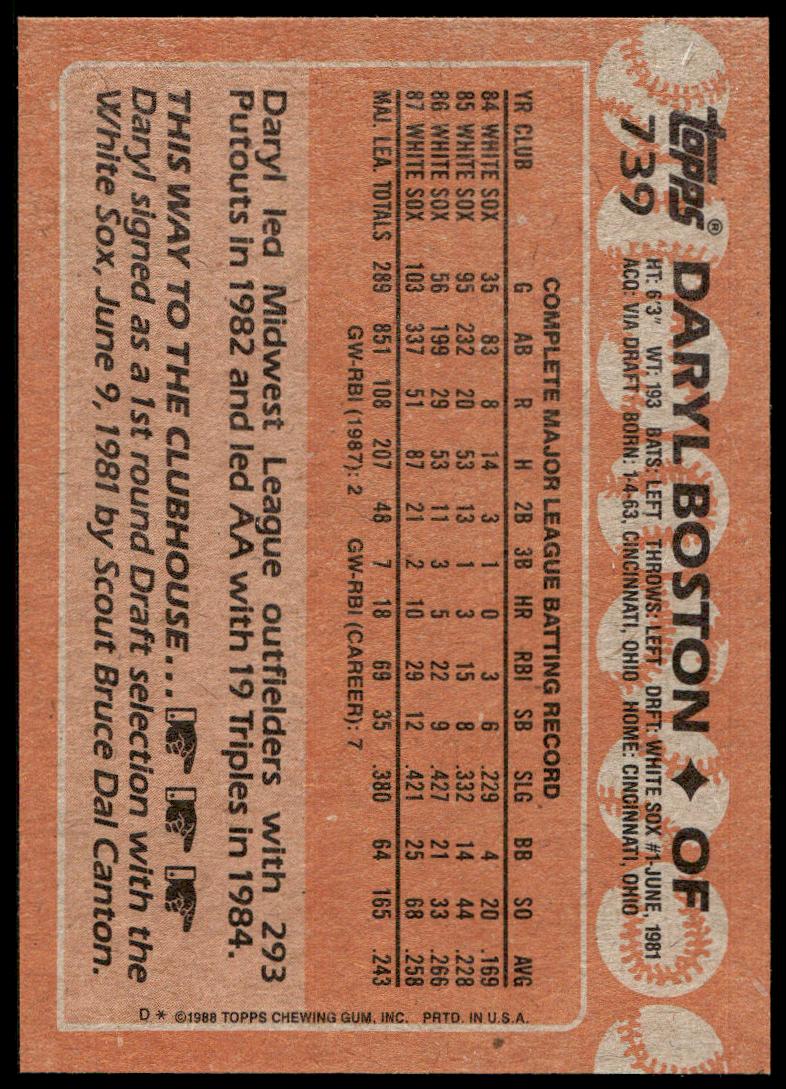 topps®
739
DARYL BOSTON ✦ OF
HT: 6'3" WT: 193 BATS: LEFT THROWS: LEFT DRFT: WHITE SOX #1-JUNE, 1981
ACQ: VIA DRAFT BORN: 1-4-63, CINCINNATI, OHIO HOME: CINCINNATI, OHIO
COMPLETE MAJOR LEAGUE BATTING RECORD
YR CLUB G AB R H 2B 3B HR RBI SB SLG BB SO AVG
84 WHITE SOX 35 83 8 14 3 1 0 3 6 .229 4 20 .169
85 WHITE SOX 95 232 20 53 13 1 3 15 8 .332 14 44 .228
86 WHITE SOX 56 199 29 53 11 3 5 22 9 .427 21 33 .266
87 WHITE SOX 103 337 51 87 21 2 10 29 12 .421 25 68 .258
MAJ. LEA. TOTALS 289 851 108 207 48 7 18 69 35 .380 64 165 .243
GW-RBI (1987): 2 GW-RBI (CAREER): 7
Daryl led Midwest League outfielders with 293
Putouts in 1982 and led AA with 19 Triples in 1984.
THIS WAY TO THE CLUBHOUSE...
Daryl signed as a 1st round Draft selection with the
White Sox, June 9, 1981 by Scout Bruce Dal Canton.
D * ©1988 TOPPS CHEWING GUM, INC. PRTD. IN U.S.A.